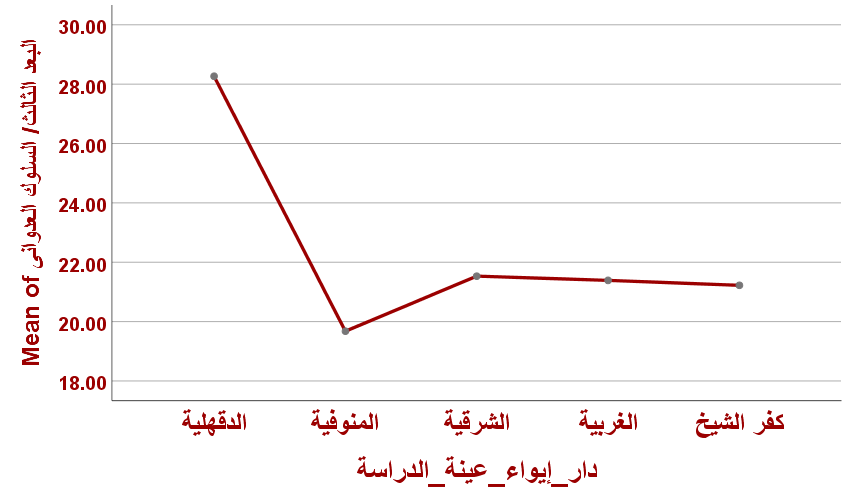 Mean of البعد الثالث/ السلوك العدوانى
30.00
28.00
26.00
24.00
22.00
20.00
18.00
الدقهلية
المنوفية
الشرقية
الغربية
كفر الشيخ
دار_إيواء_عينة_الدراسة